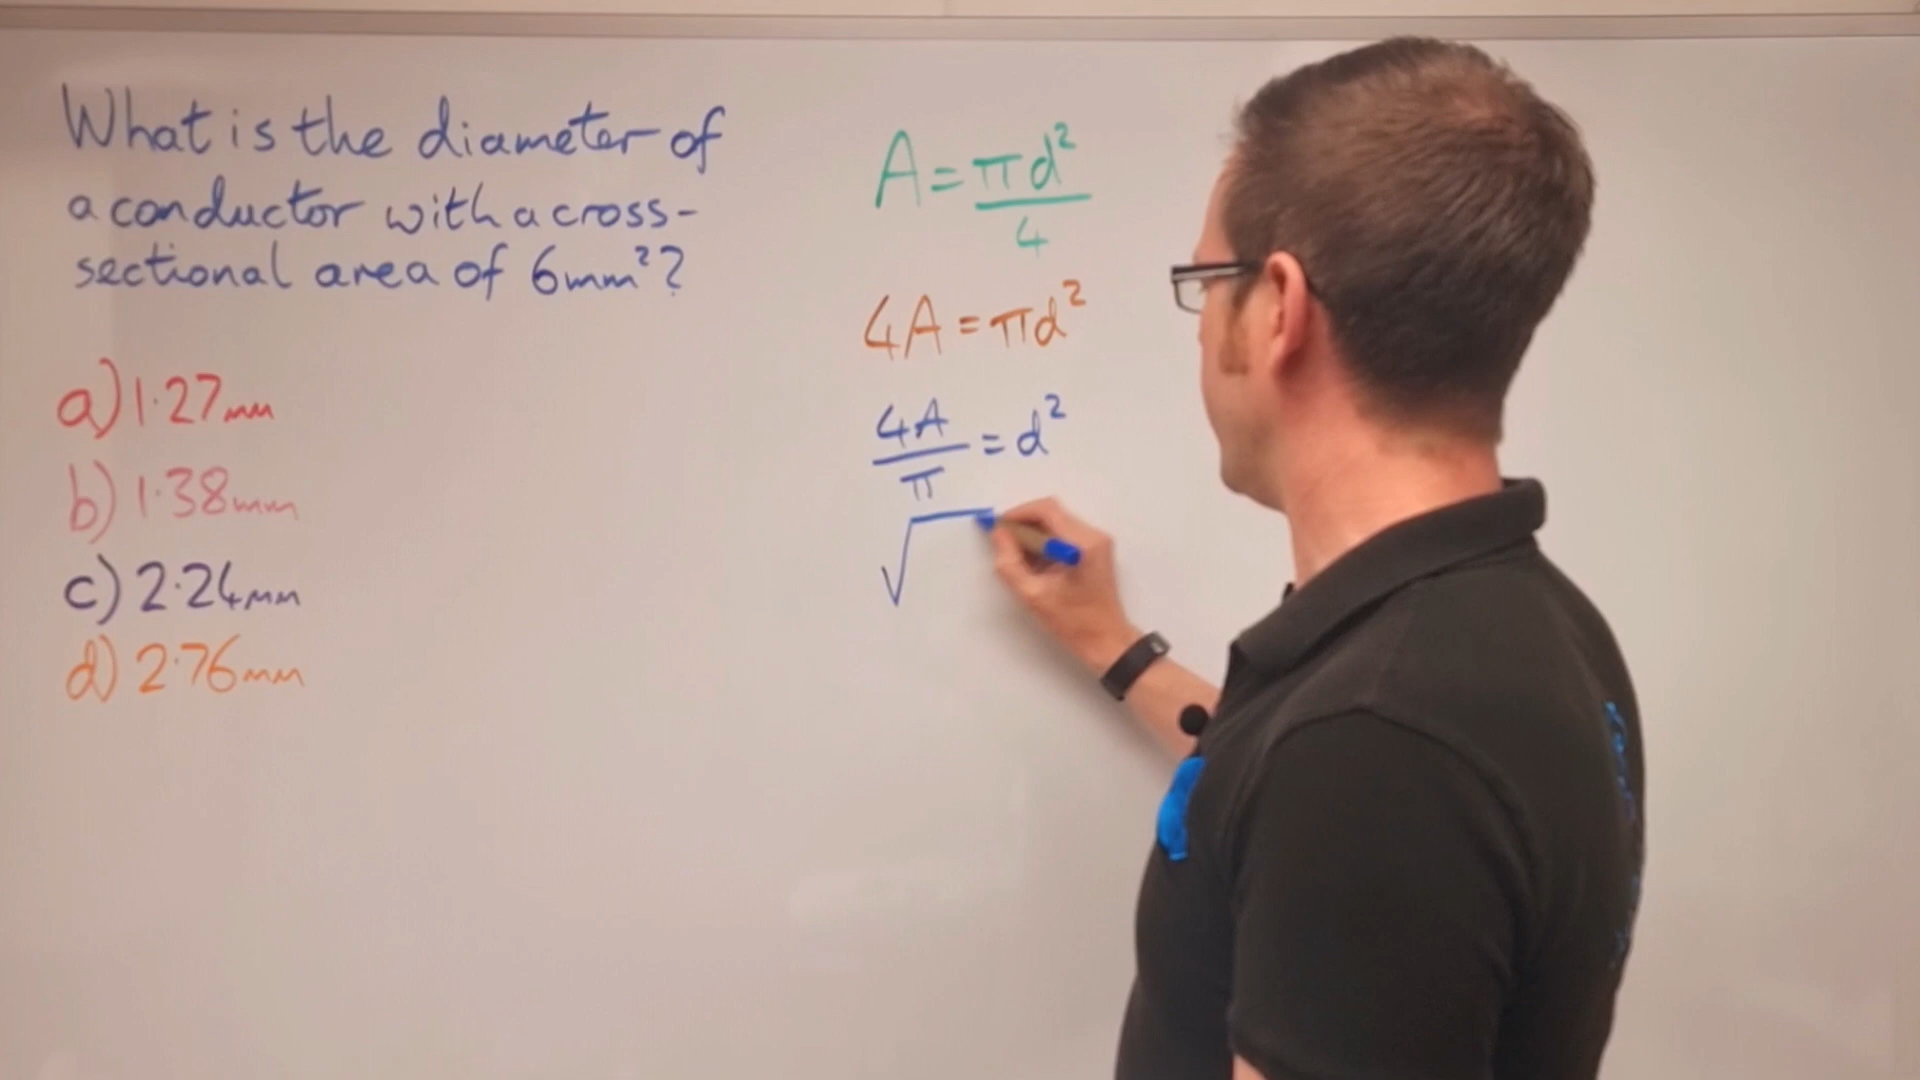 What is the diameter of
a conductor with a cross-
sectional area of 6mm²?
a) 1·27mm
b) 1·38mm
c) 2·24mm
d) 2·76mm
A = πd²
4
4A = πd²
4A = d²
π
√